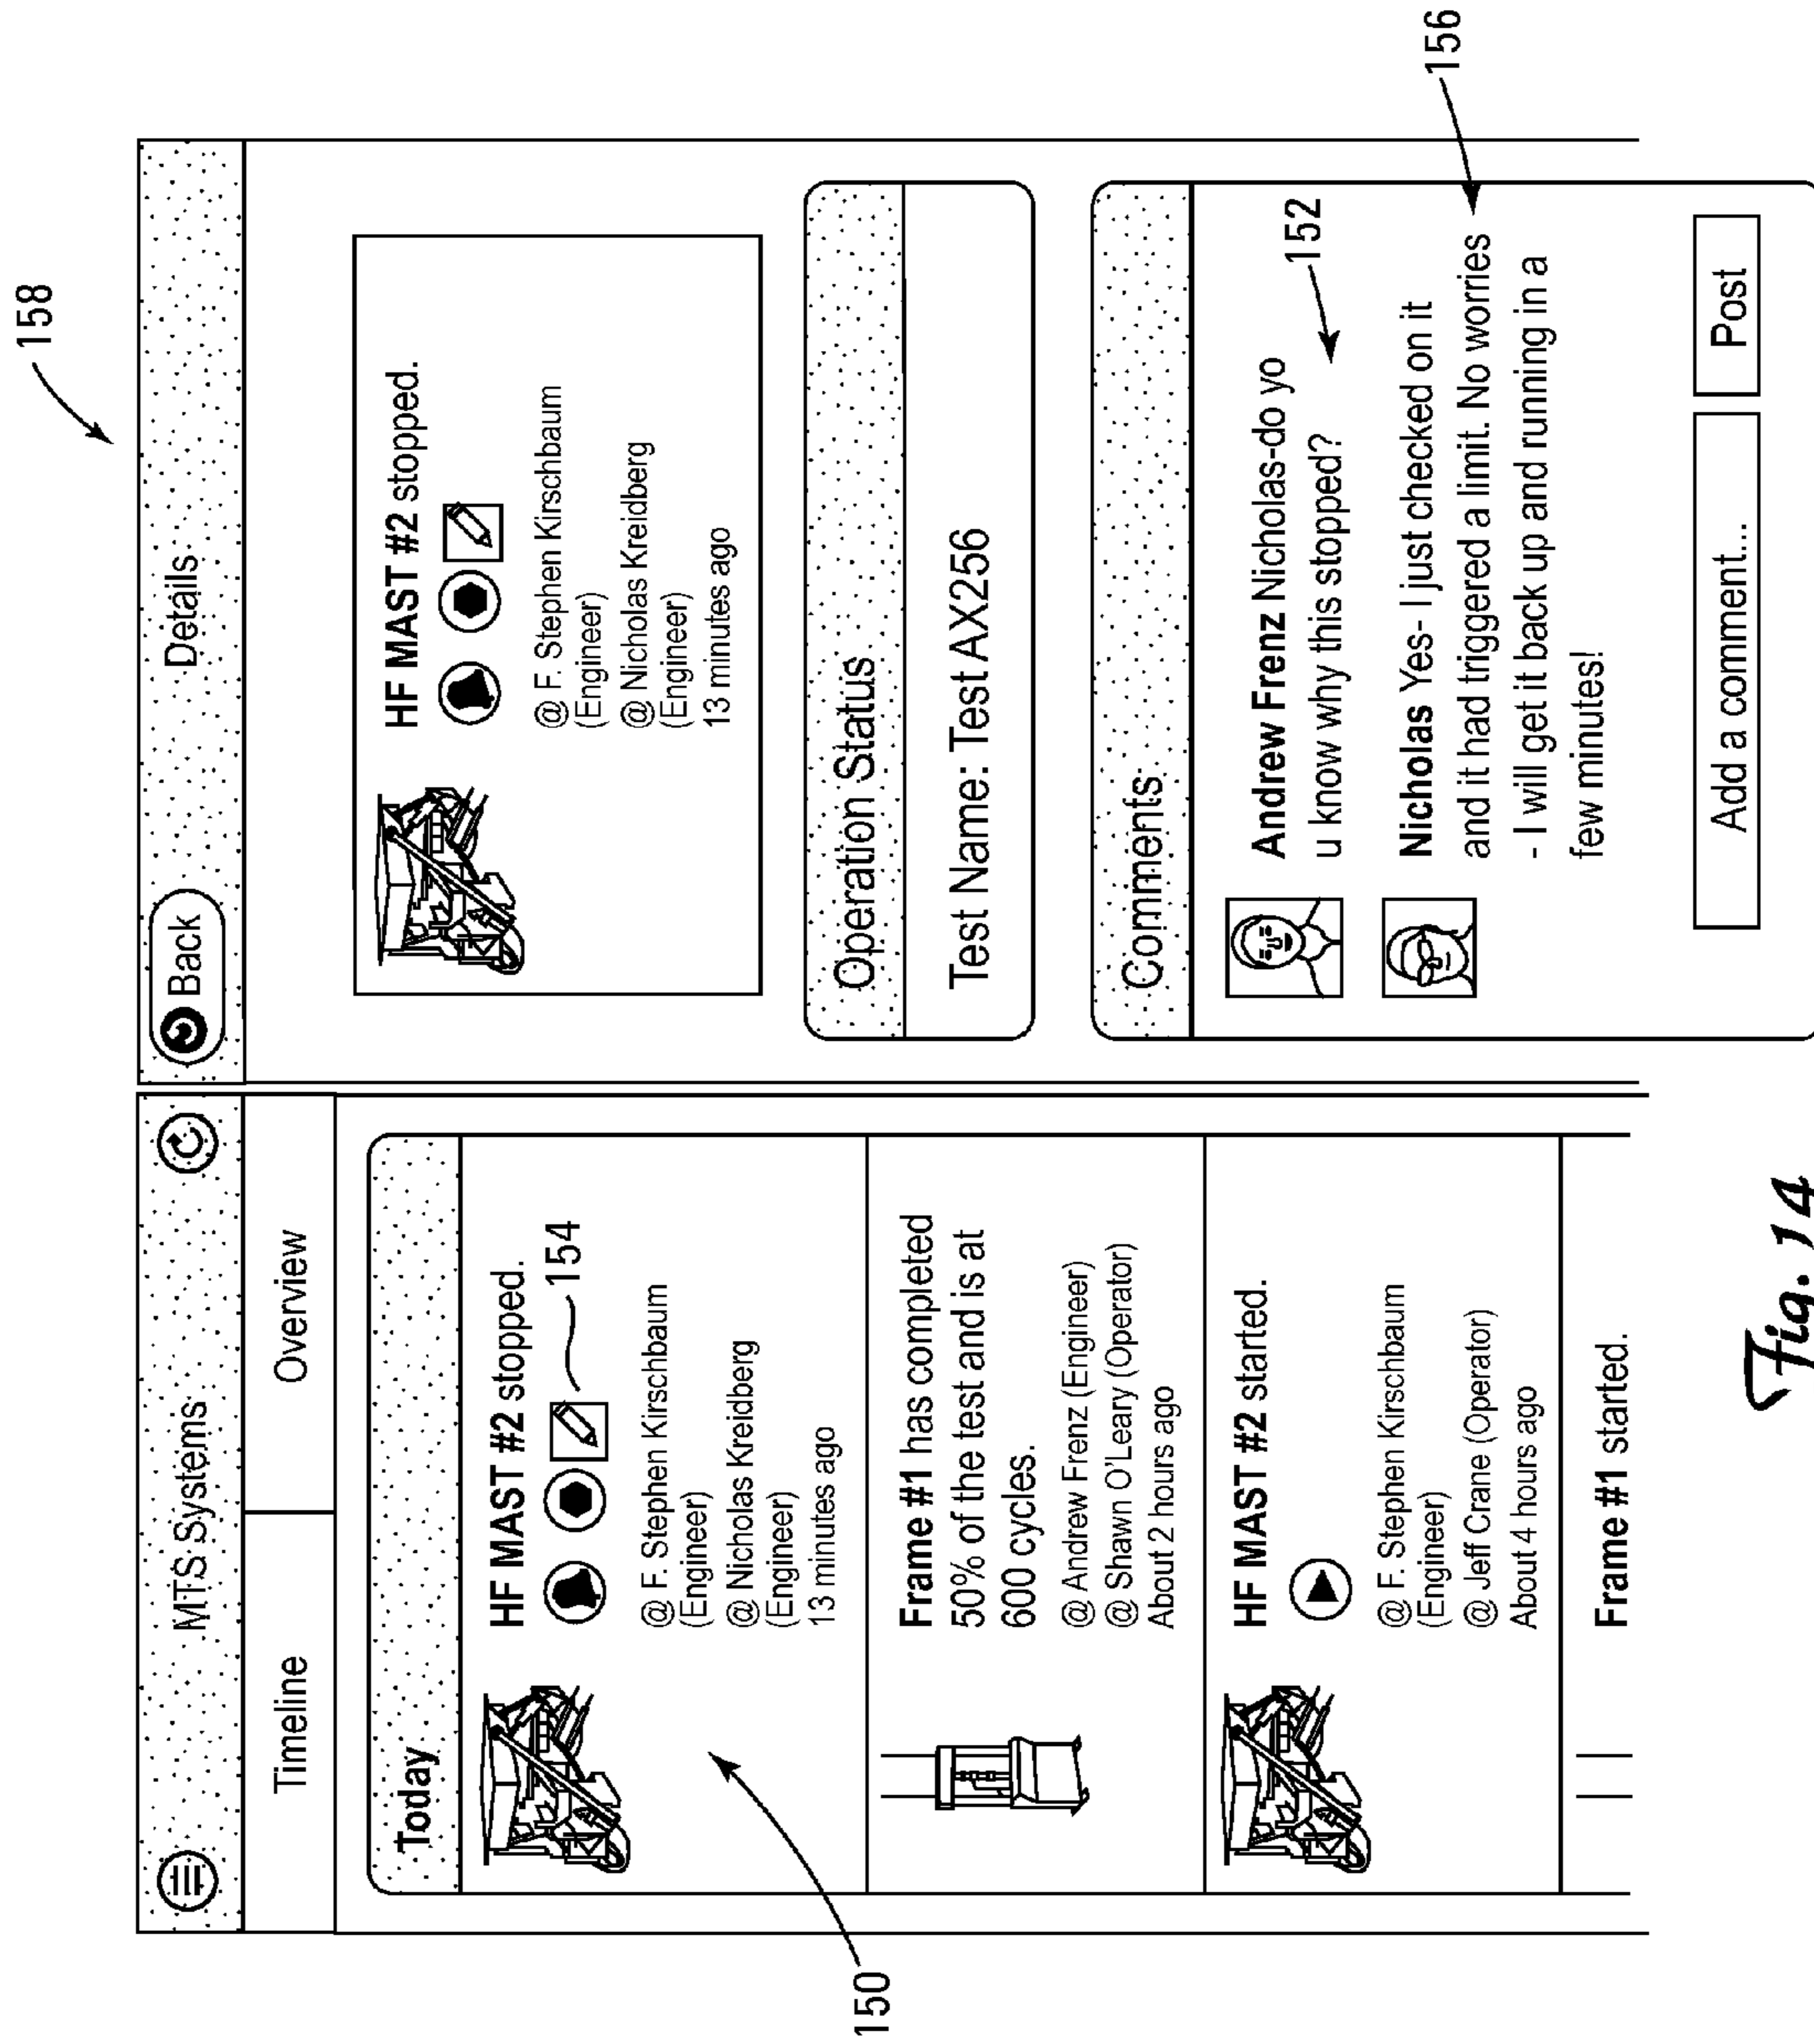 158
MTS Systems
Timeline
Overview
Today
HF MAST #2 stopped.
154
@ F. Stephen Kirschbaum
(Engineer)
@ Nicholas Kreidberg
(Engineer)
13 minutes ago
150
Frame #1 has completed
50% of the test and is at
600 cycles.
@ Andrew Frenz (Engineer)
@ Shawn O'Leary (Operator)
About 2 hours ago
HF MAST #2 started.
@ F. Stephen Kirschbaum
(Engineer)
@ Jeff Crane (Operator)
About 4 hours ago
Frame #1 started.
Back
Details
HF MAST #2 stopped.
@ F. Stephen Kirschbaum
(Engineer)
@ Nicholas Kreidberg
(Engineer)
13 minutes ago
Operation Status
Test Name: Test AX256
Comments
Andrew Frenz Nicholas-do yo
u know why this stopped?
152
Nicholas Yes- I just checked on it
and it had triggered a limit. No worries
- I will get it back up and running in a
few minutes!
156
Add a comment...
Post
Fig. 14